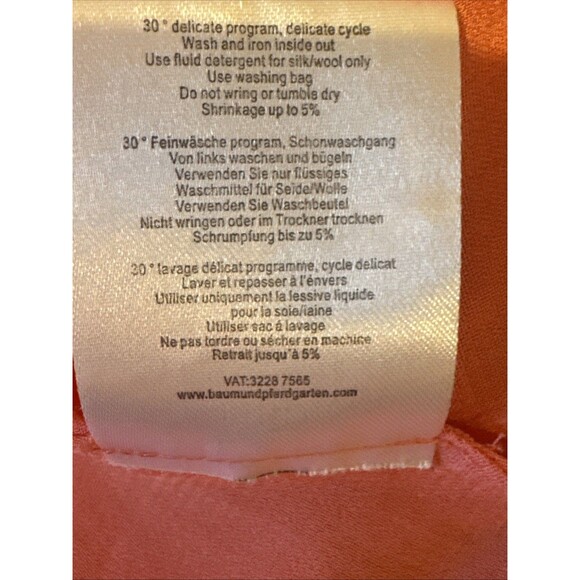 30° delicate program, delicate cycle
Wash and iron inside out
Use fluid detergent for silk/wool only
Use washing bag
Do not wring or tumble dry
Shrinkage up to 5%
30° Feinwäsche program, Schonwaschgang
Von links waschen und bügeln
Verwenden Sie nur flüssiges
Waschmittel für Seide/Wolle
Verwenden Sie Waschbeutel
Nicht wringen oder im Trockner trocknen
Schrumpfung bis zu 5%
30° lavage délicat programme, cycle delicat
Laver et repasser à l'énvers
Utiliser uniquement la lessive liquide
pour la soie/laine
Utiliser sac á lavage
Ne pas tordre ou sécher en machine
Retrait jusqu'à 5%
VAT:3228 7565
www.baumundpferdgarten.com